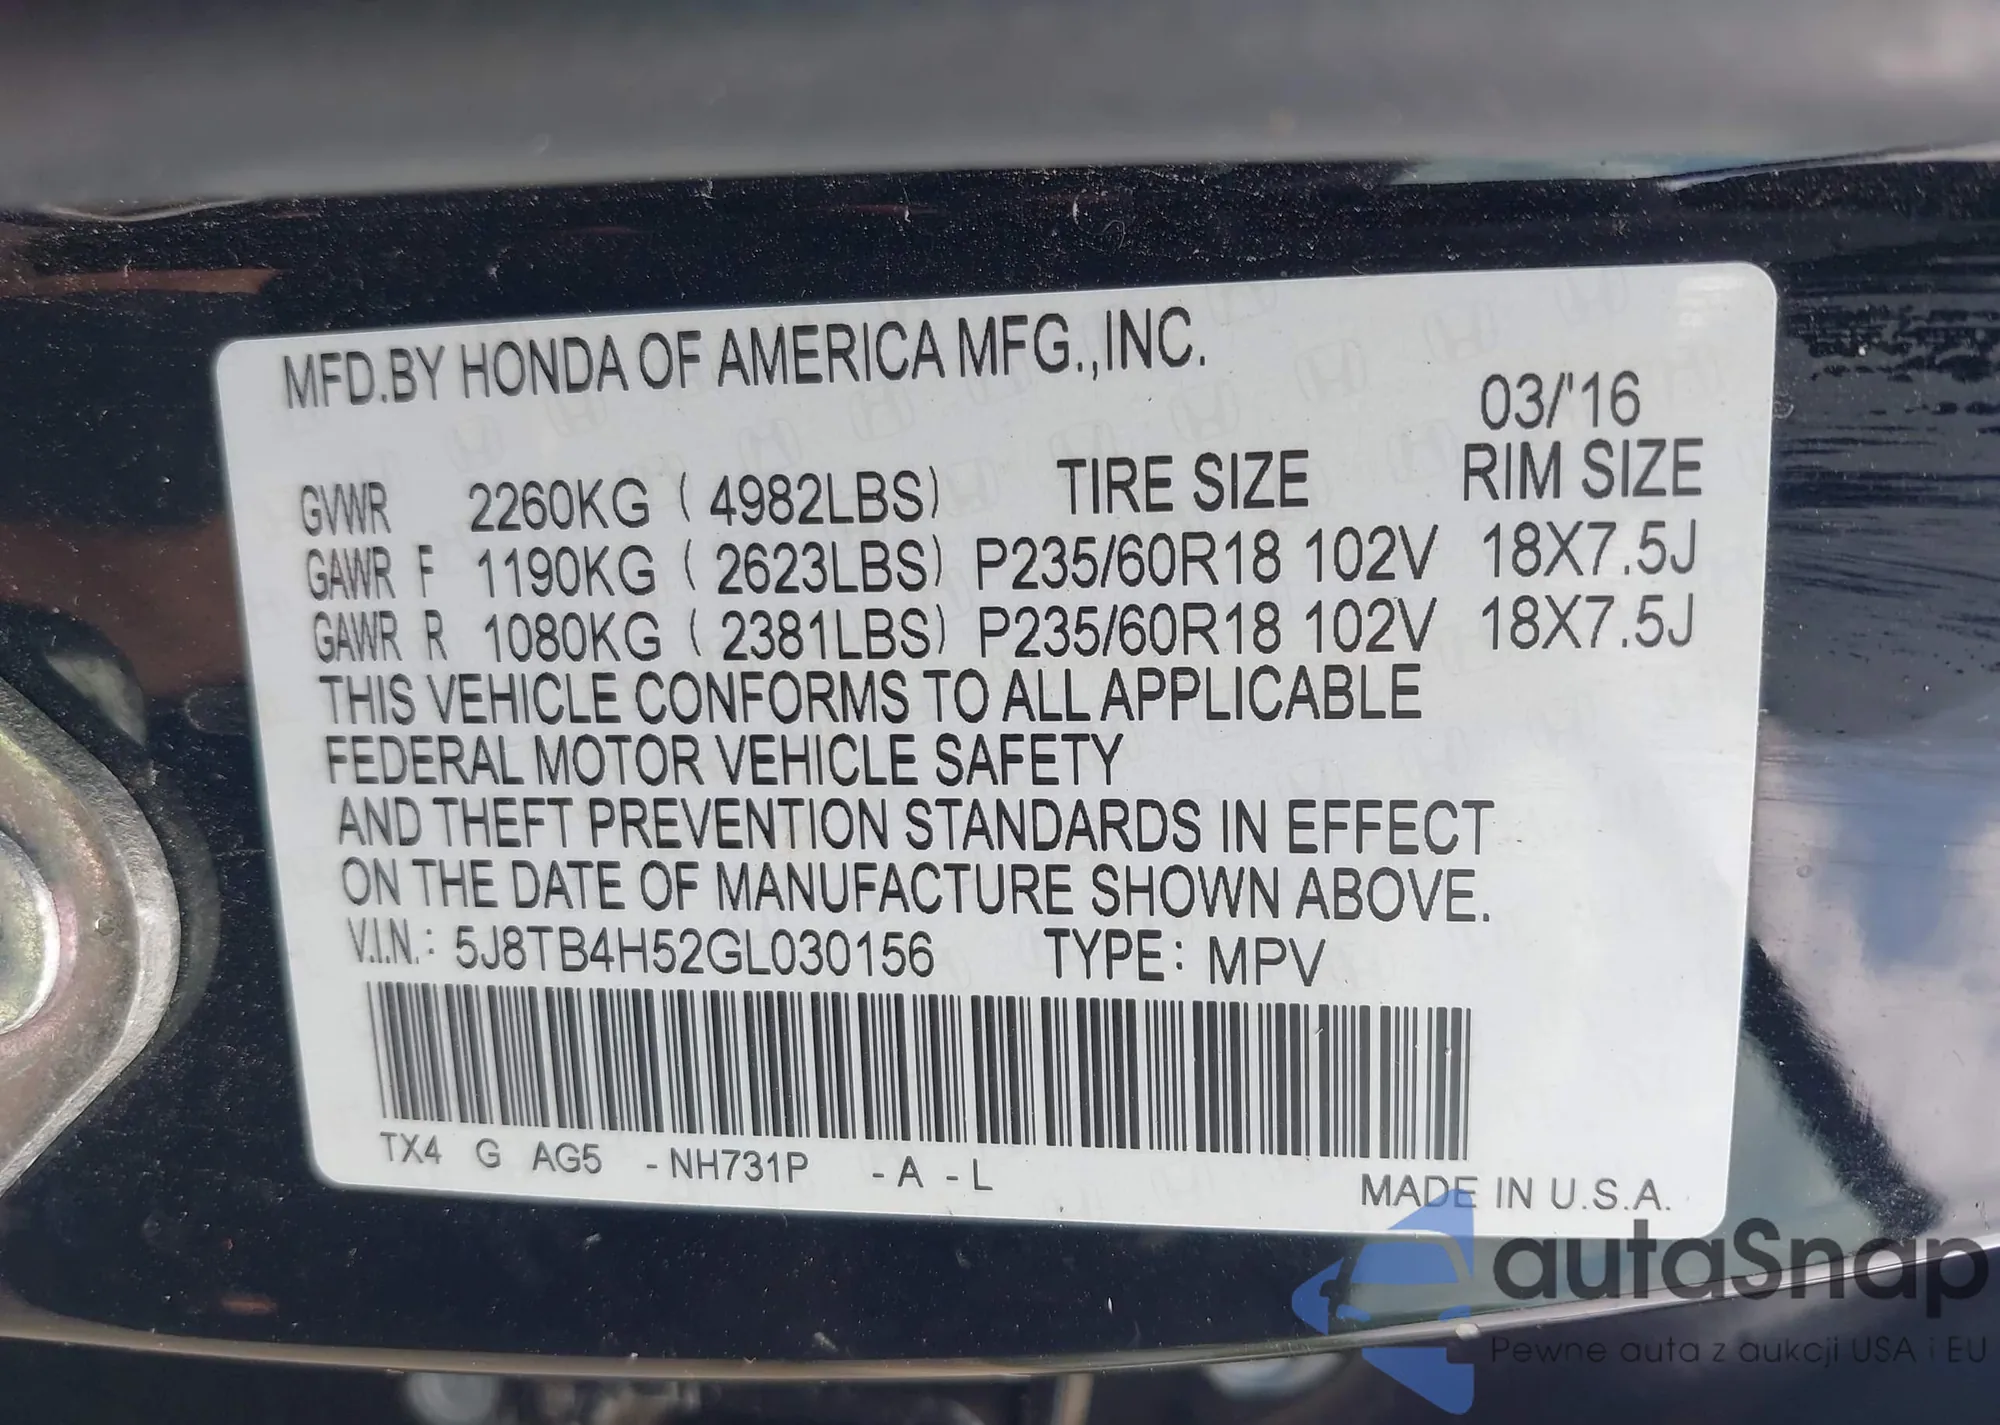 MFD.BY HONDA OF AMERICA MFG.,INC.
03/'16
GVWR 2260KG ( 4982LBS) TIRE SIZE RIM SIZE
GAWR F 1190KG ( 2623LBS) P235/60R18 102V 18X7.5J
GAWR R 1080KG ( 2381LBS) P235/60R18 102V 18X7.5J
THIS VEHICLE CONFORMS TO ALL APPLICABLE
FEDERAL MOTOR VEHICLE SAFETY
AND THEFT PREVENTION STANDARDS IN EFFECT
ON THE DATE OF MANUFACTURE SHOWN ABOVE.
V.I.N.: 5J8TB4H52GL030156 TYPE: MPV
TX4 G AG5 -NH731P -A -L
MADE IN U.S.A.
autaSnap
Pewne auta z aukcji USA i EU